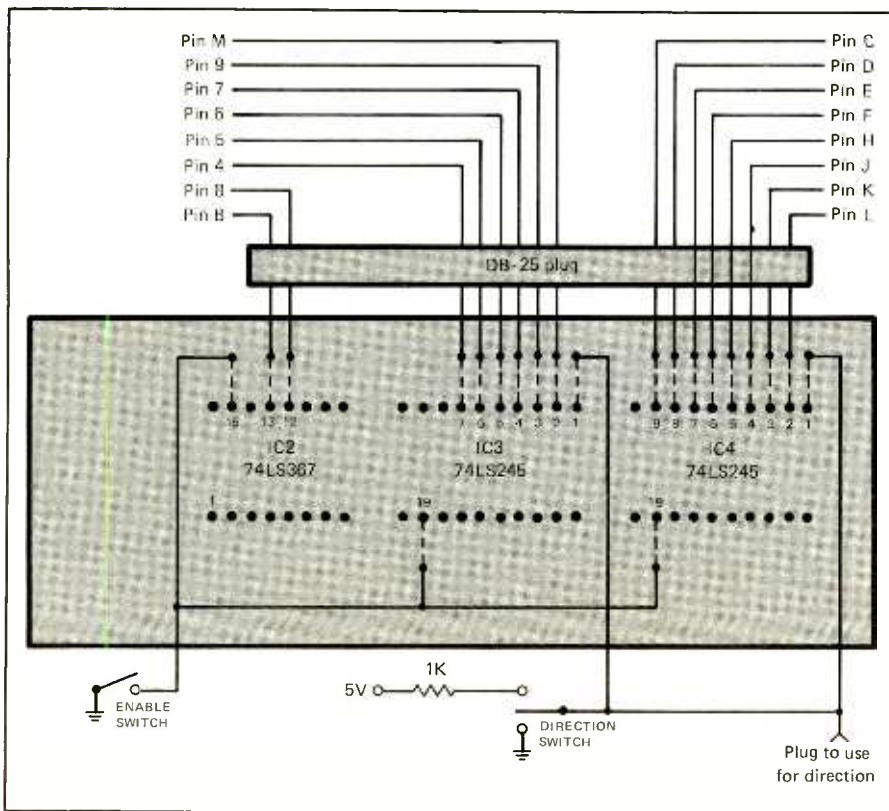 Pin M
Pin 9
Pin 7
Pin 6
Pin 5
Pin 4
Pin 8
Pin B
Pin C
Pin D
Pin E
Pin F
Pin H
Pin J
Pin K
Pin L
DB-25 plug
15 13 12
7 6 5 4 3 2 1
9 8 7 6 5 4 3 2 1
IC2
74LS367
IC3
74LS245
IC4
74LS245
1
19
19
ENABLE
SWITCH
5V
1K
DIRECTION
SWITCH
Plug to use
for direction